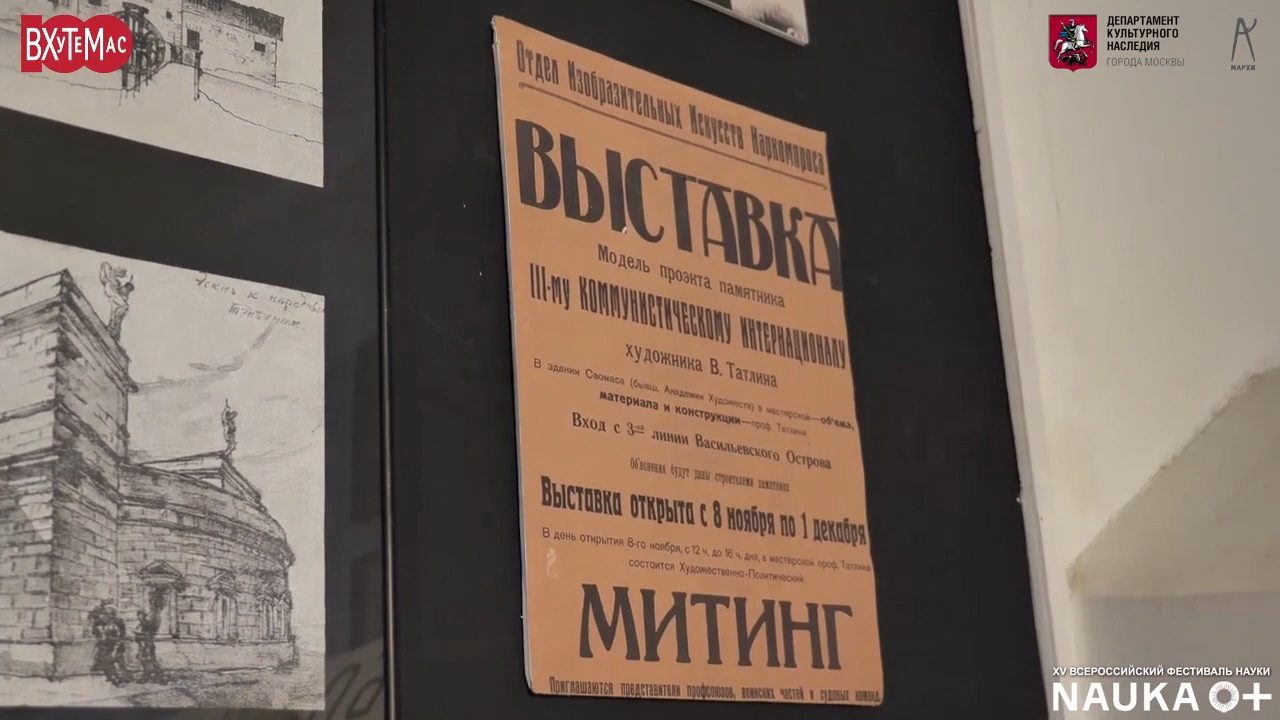 ВХУТЕМАС
100
ДЕПАРТАМЕНТ
КУЛЬТУРНОГО
НАСЛЕДИЯ
ГОРОДА МОСКВЫ
МАРХИ
Отдел Изобразительных Искусств Наркомпроса
ВЫСТАВКА
Модель проэкта памятника
III-му КОММУНИСТИЧЕСКОМУ ИНТЕРНАЦИОНАЛУ
художника В. Татлина
В здании Свомаса (бывш. Академии Художеств) в мастерской—об'ема,
материала и конструкции—проф. Татлина
Вход с 3-ей линии Васильевского Острова
Об'яснения будут даны строителями памятника
Выставка открыта с 8 ноября по 1 декабря
В день открытия 8-го ноября, с 12 ч. до 16 ч. дня, в мастерской проф. Татлина
состоится Художественно-Политический
МИТИНГ
Приглашаются представители профсоюзов, воинских частей и судовых команд
XV ВСЕРОССИЙСКИЙ ФЕСТИВАЛЬ НАУКИ
NAUKA 0+